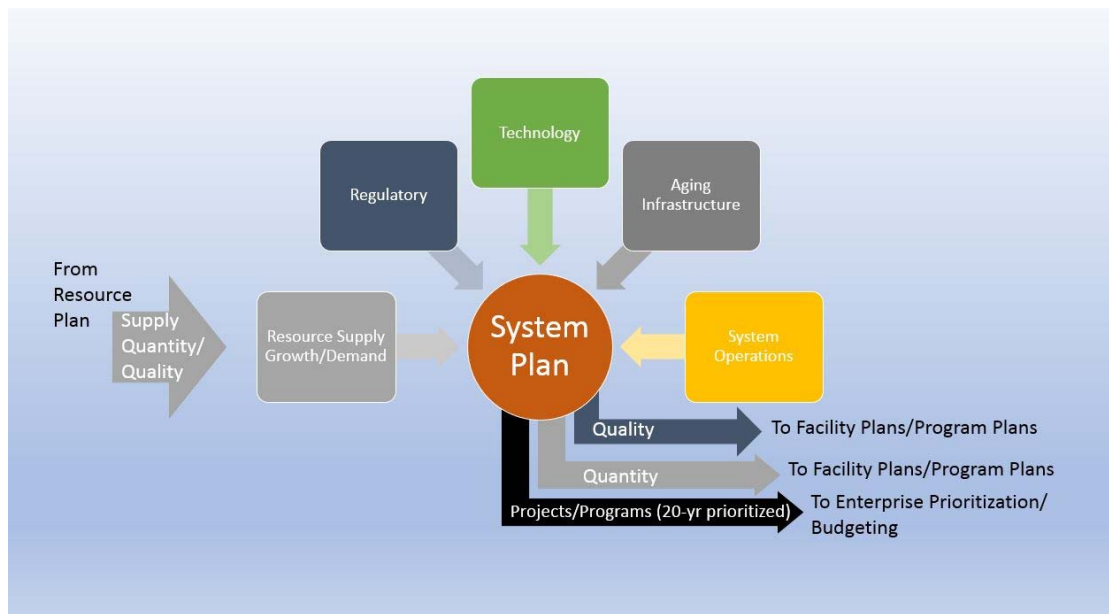 Technology
Regulatory
Aging
Infrastructure
From
Resource
Plan
Supply
Quantity/
Quality
Resource Supply
Growth/Demand
System
Plan
System
Operations
Quality
To Facility Plans/Program Plans
Quantity
To Facility Plans/Program Plans
Projects/Programs (20-yr prioritized)
To Enterprise Prioritization/
Budgeting